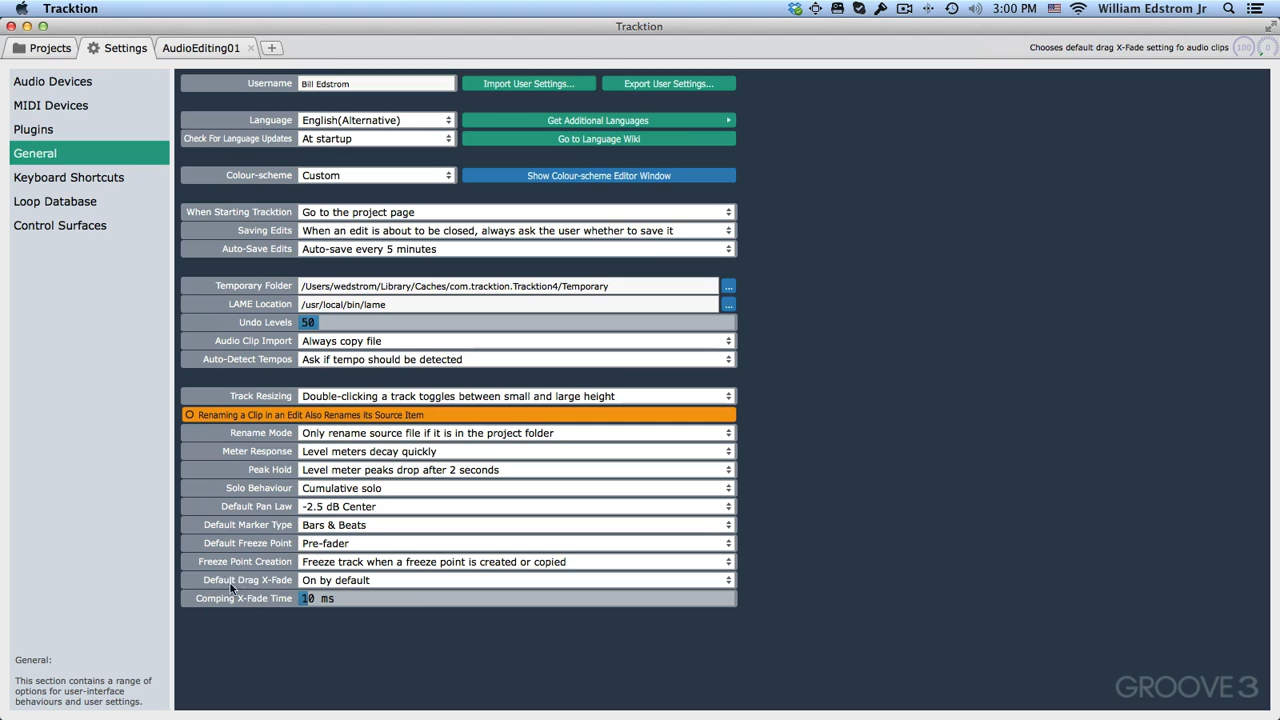 Tracktion
3:00 PM
William Edstrom Jr
Tracktion
Projects
Settings
AudioEditing01
Chooses default drag X-Fade setting fo audio clips
100
0
Audio Devices
MIDI Devices
Plugins
General
Keyboard Shortcuts
Loop Database
Control Surfaces
Username Bill Edstrom Import User Settings... Export User Settings...
Language English(Alternative) Get Additional Languages
Check For Language Updates At startup Go to Language Wiki
Colour-scheme Custom Show Colour-scheme Editor Window
When Starting Tracktion Go to the project page
Saving Edits When an edit is about to be closed, always ask the user whether to save it
Auto-Save Edits Auto-save every 5 minutes
Temporary Folder /Users/wedstrom/Library/Caches/com.tracktion.Tracktion4/Temporary ...
LAME Location /usr/local/bin/lame ...
Undo Levels 50
Audio Clip Import Always copy file
Auto-Detect Tempos Ask if tempo should be detected
Track Resizing Double-clicking a track toggles between small and large height
Renaming a Clip in an Edit Also Renames its Source Item
Rename Mode Only rename source file if it is in the project folder
Meter Response Level meters decay quickly
Peak Hold Level meter peaks drop after 2 seconds
Solo Behaviour Cumulative solo
Default Pan Law -2.5 dB Center
Default Marker Type Bars & Beats
Default Freeze Point Pre-fader
Freeze Point Creation Freeze track when a freeze point is created or copied
Default Drag X-Fade On by default
Comping X-Fade Time 10 ms
General:
This section contains a range of
options for user-interface
behaviours and user settings.
GROOVE 3